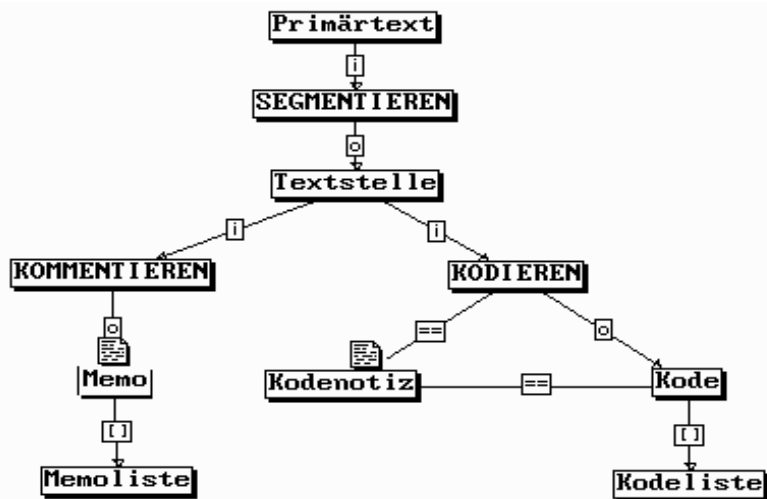 Primärtext
i
SEGMENTIEREN
o
Textstelle
i
i
KOMMENTIEREN
KODIEREN
o
==
o
Memo
Kodenotiz
==
Kode
[]
[]
Memoliste
Kodeliste